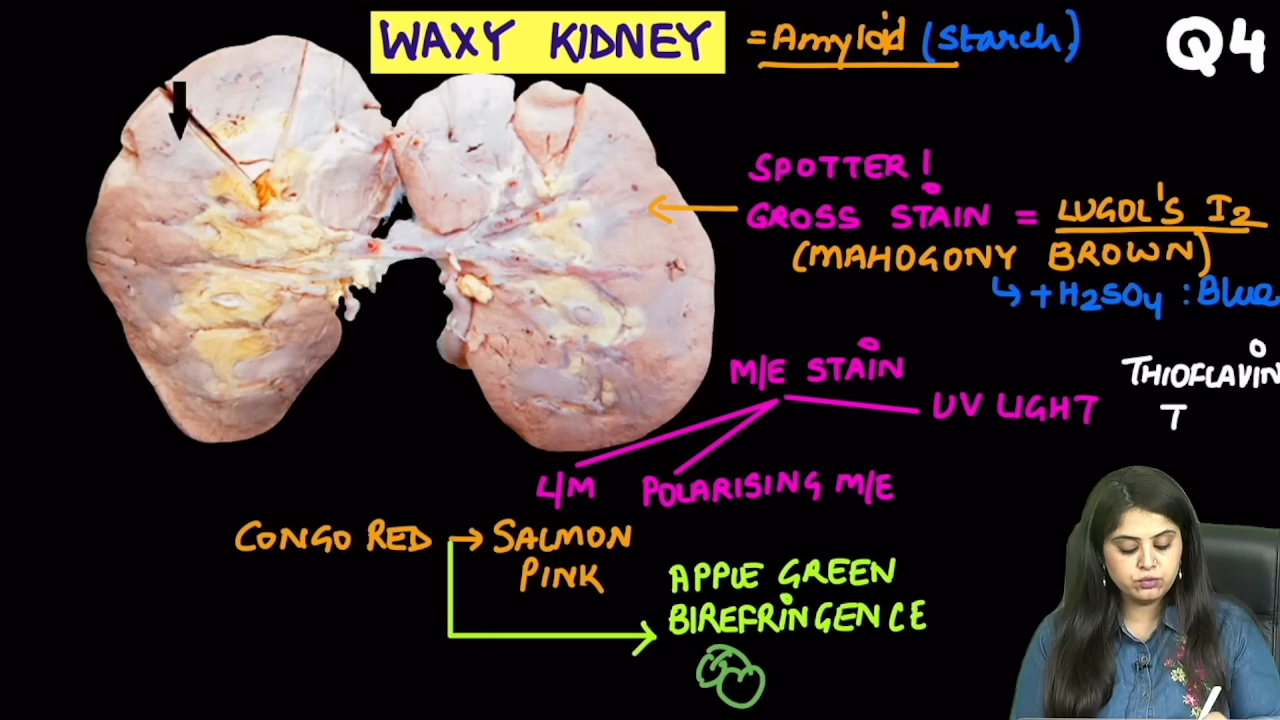 WAXY KIDNEY = Amyloid (starch)
Q4
SPOTTER!
GROSS STAIN = LUGOL'S I2
(MAHOGONY BROWN)
↳ + H2SO4 : Blue
M/E STAIN
THIOFLAVIN
T
UV LIGHT
L/M POLARISING M/E
CONGO RED → SALMON
PINK
APPLE GREEN
BIREFRINGENCE